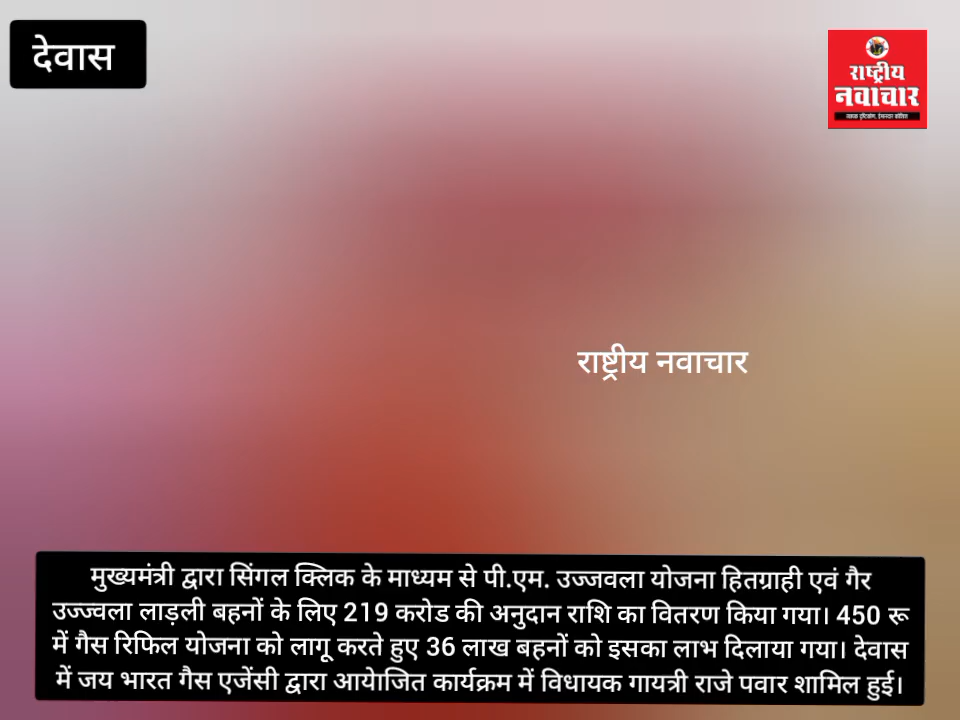 देवास
राष्ट्रीय
नवाचार
राष्ट्रीय नवाचार
मुख्यमंत्री द्वारा सिंगल क्लिक के माध्यम से पी.एम. उज्जवला योजना हितग्राही एवं गैर
उज्ज्वला लाड़ली बहनों के लिए 219 करोड की अनुदान राशि का वितरण किया गया। 450 रू
में गैस रिफिल योजना को लागू करते हुए 36 लाख बहनों को इसका लाभ दिलाया गया। देवास
में जय भारत गैस एजेंसी द्वारा आयोजित कार्यक्रम में विधायक गायत्री राजे पवार शामिल हुई।